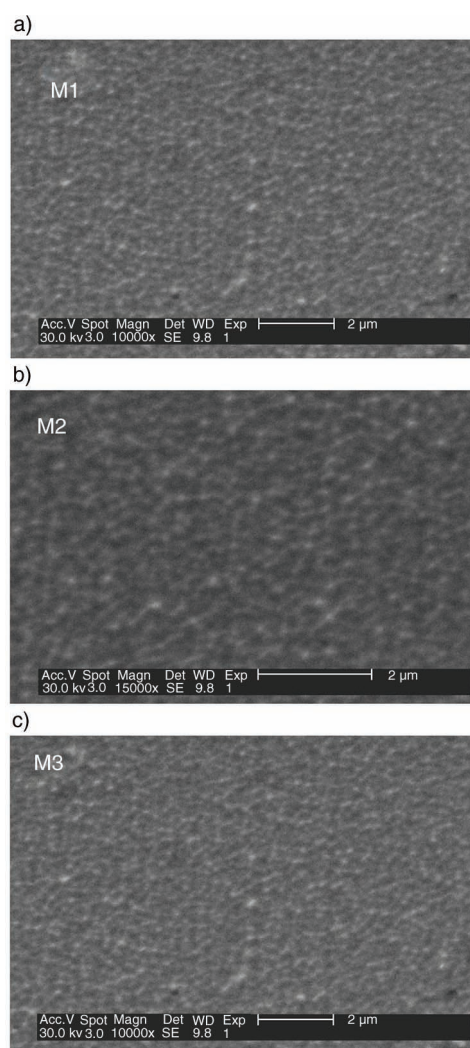 a)
M1
Acc.V Spot Magn Det WD Exp 2 μm
30.0 kv 3.0 10000x SE 9.8 1
b)
M2
Acc.V Spot Magn Det WD Exp 2 μm
30.0 kv 3.0 15000x SE 9.8 1
c)
M3
Acc.V Spot Magn Det WD Exp 2 μm
30.0 kv 3.0 10000x SE 9.8 1